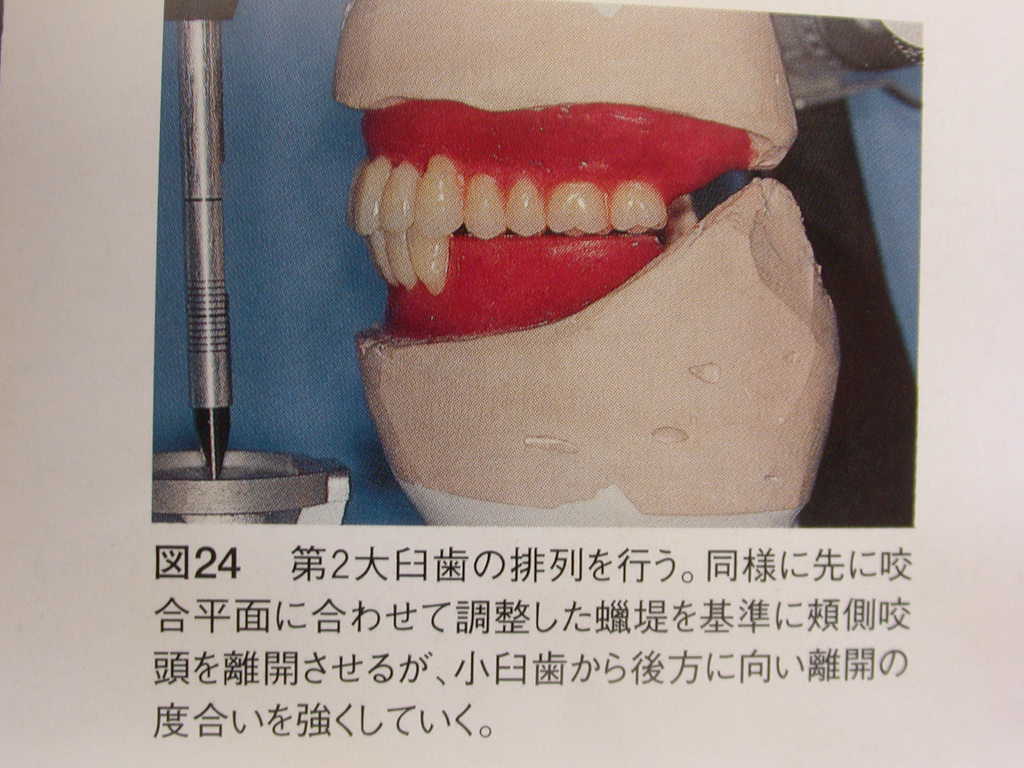 図24　第2大臼歯の排列を行う。同様に先に咬
合平面に合わせて調整した蠟堤を基準に頰側咬
頭を離開させるが、小臼歯から後方に向い離開の
度合いを強くしていく。